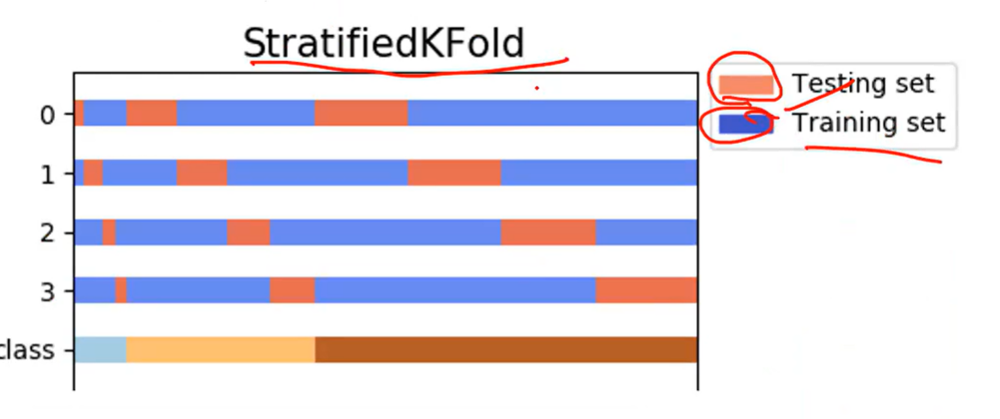 StratifiedKFold
Testing set
Training set
0
1
2
3
class